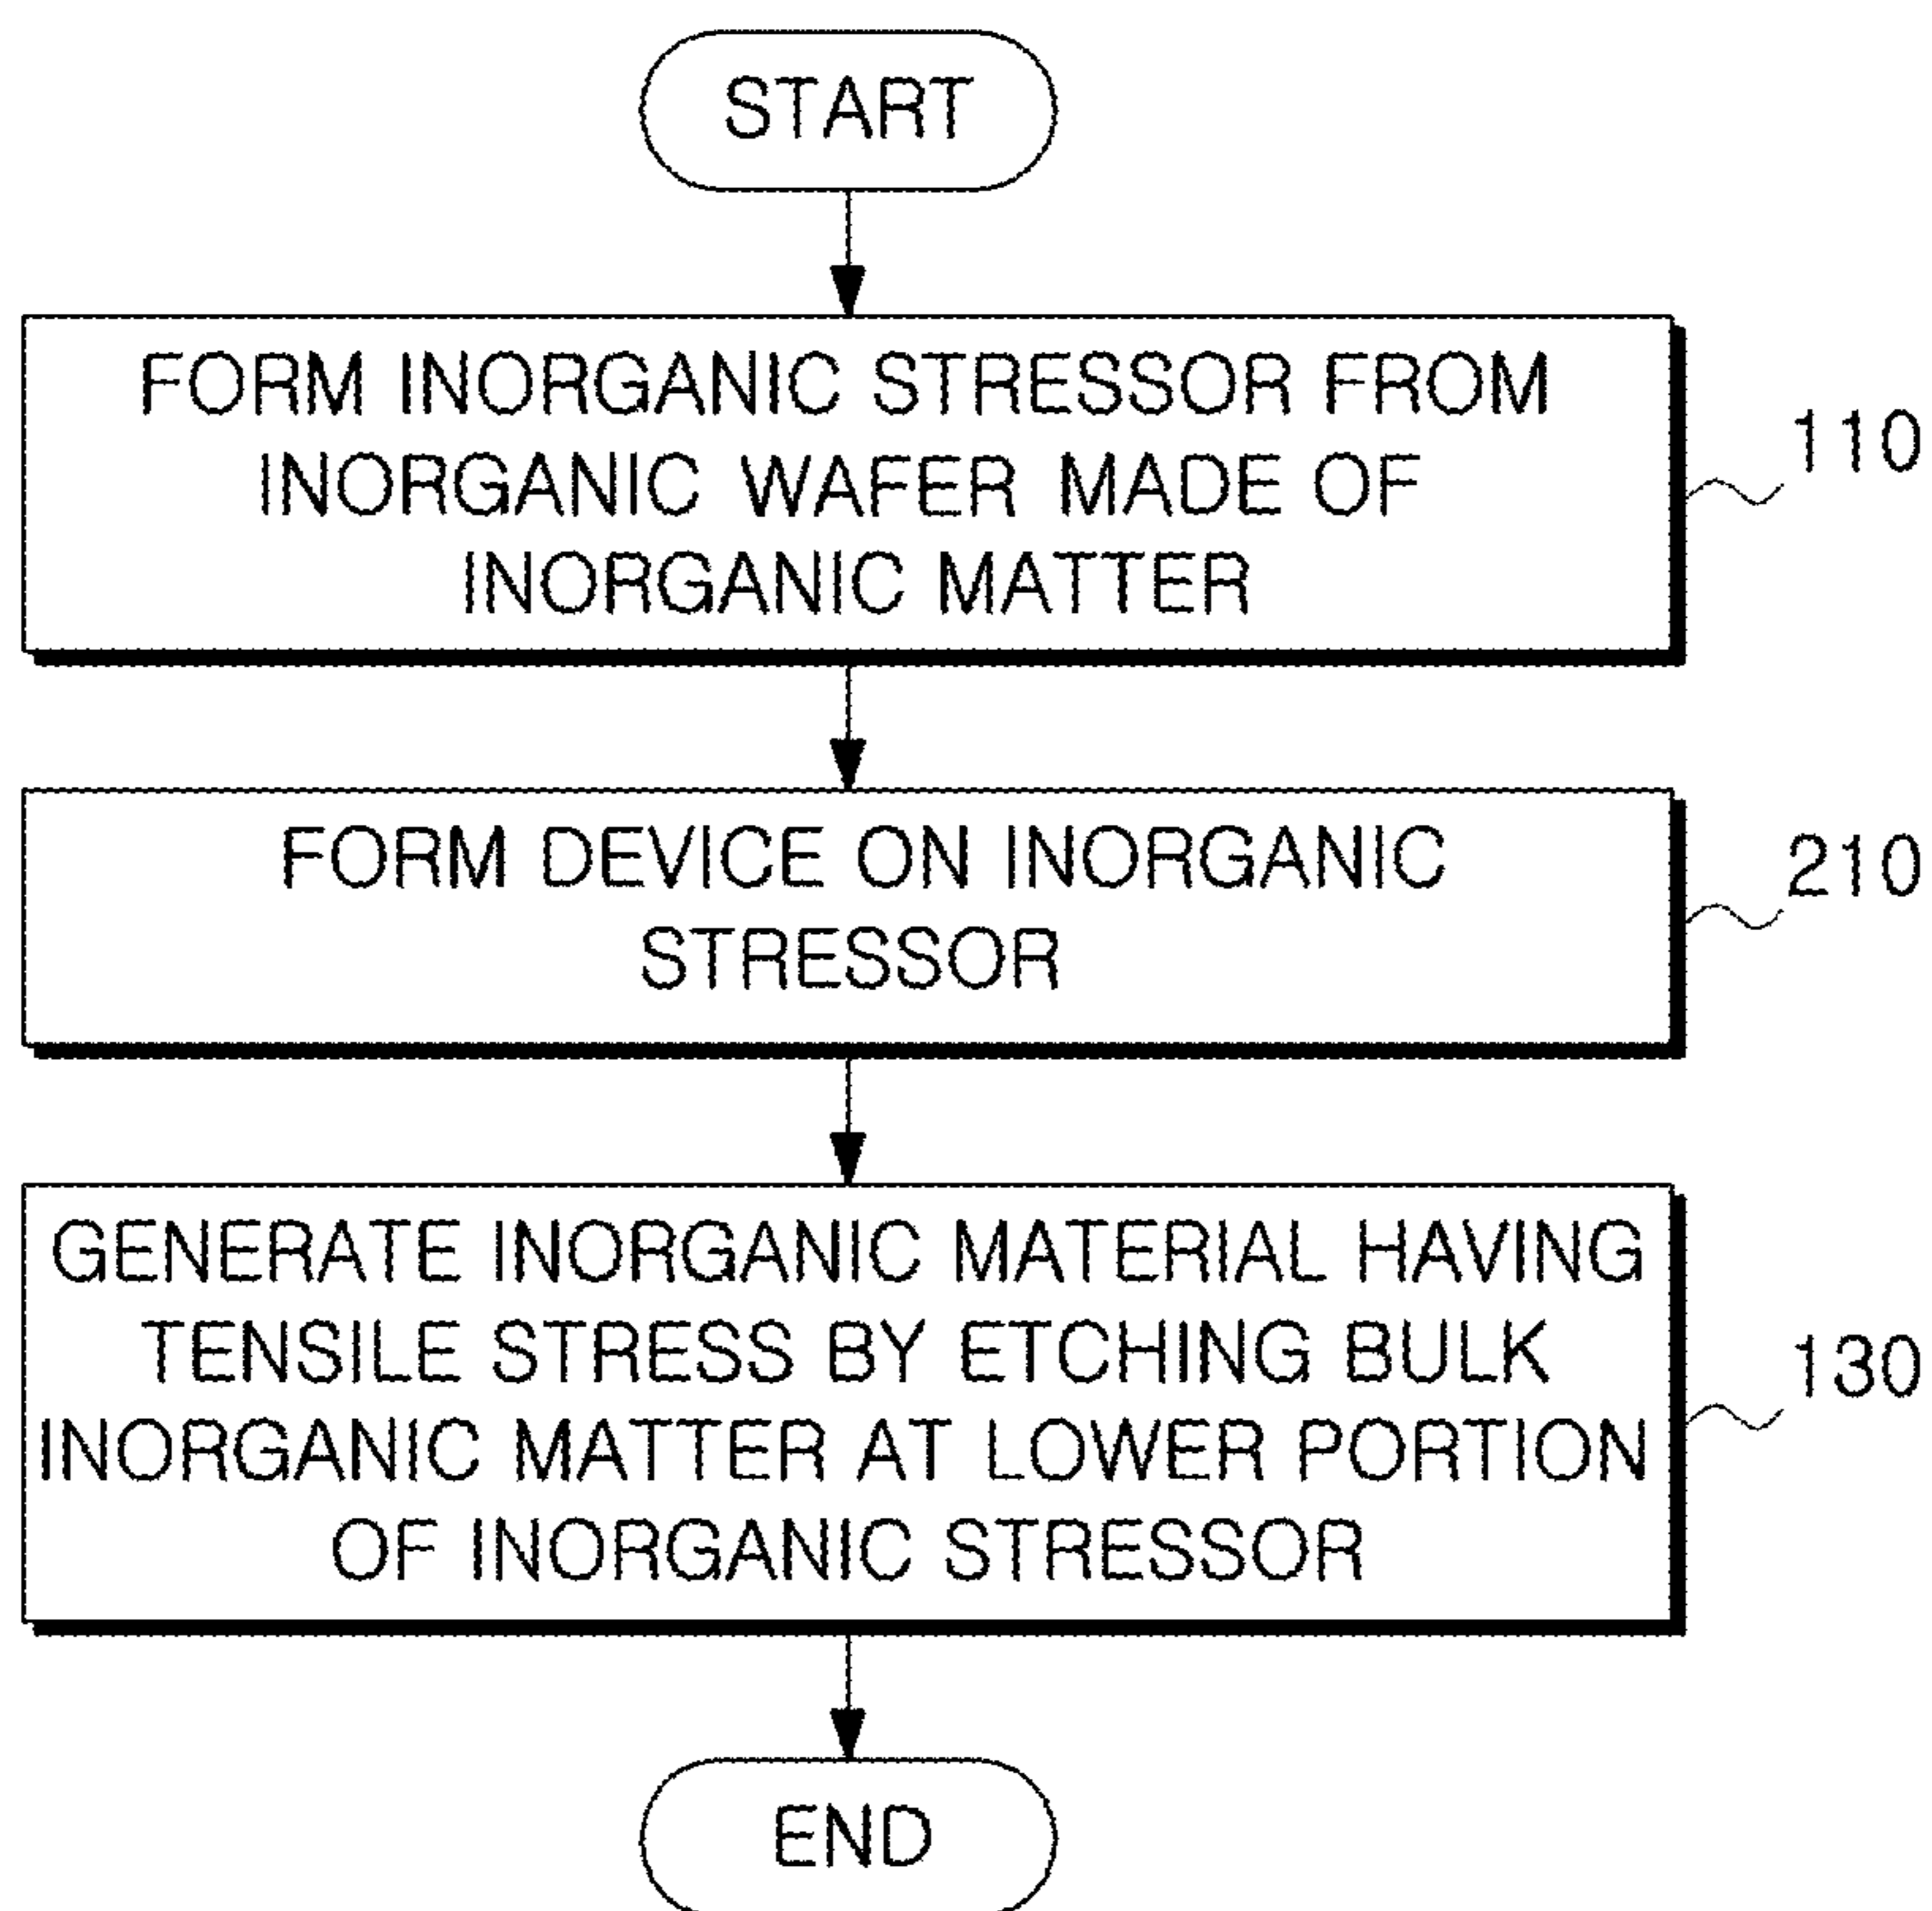 START
FORM INORGANIC STRESSOR FROM
INORGANIC WAFER MADE OF
INORGANIC MATTER
110
FORM DEVICE ON INORGANIC
STRESSOR
210
GENERATE INORGANIC MATERIAL HAVING
TENSILE STRESS BY ETCHING BULK
INORGANIC MATTER AT LOWER PORTION
OF INORGANIC STRESSOR
130
END